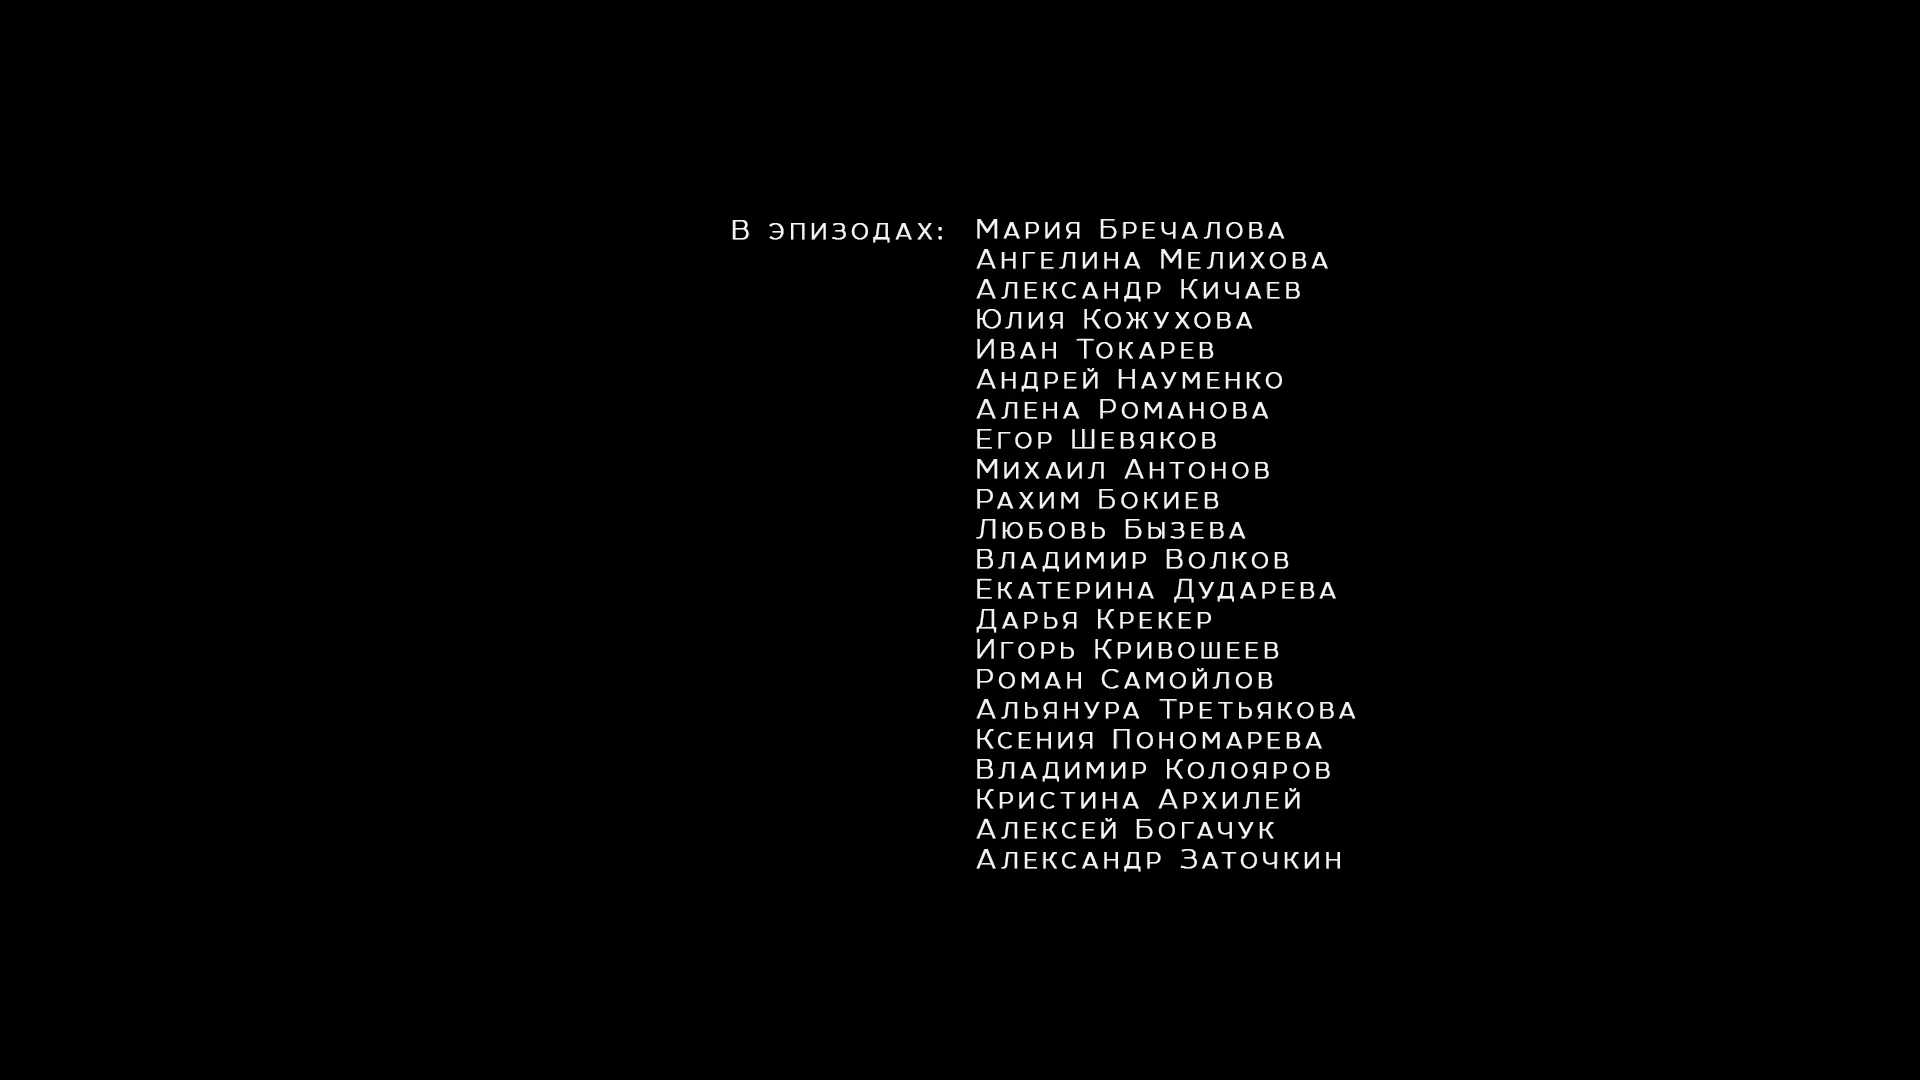 В эпизодах: Мария Бречалова
Ангелина Мелихова
Александр Кичаев
Юлия Кожухова
Иван Токарев
Андрей Науменко
Алена Романова
Егор Шевяков
Михаил Антонов
Рахим Бокиев
Любовь Бызева
Владимир Волков
Екатерина Дударева
Дарья Крекер
Игорь Кривошеев
Роман Самойлов
Альянура Третьякова
Ксения Пономарева
Владимир Колояров
Кристина Архилей
Алексей Богачук
Александр Заточкин